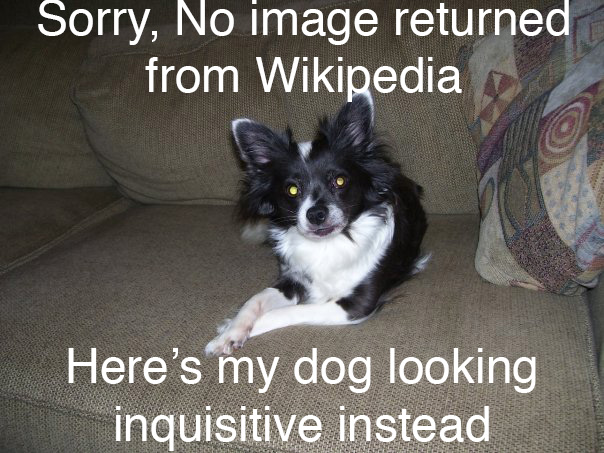 Sorry, No image returned
from Wikipedia
Here’s my dog looking
inquisitive instead